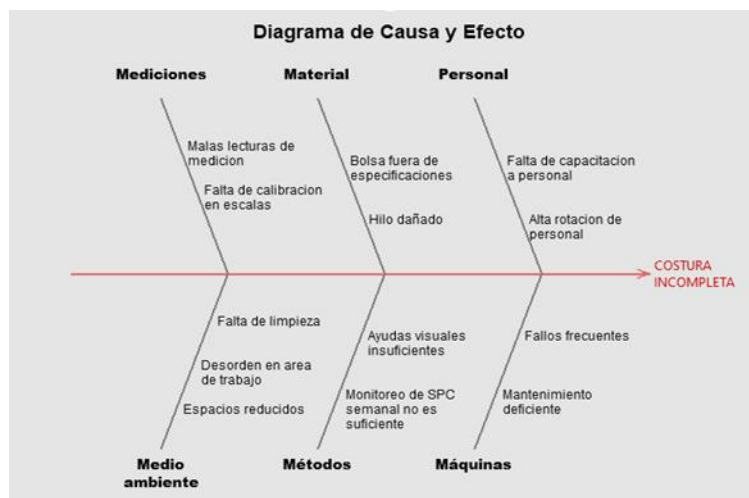 Diagrama de Causa y Efecto
Mediciones
Material
Personal
Malas lecturas de
medicion
Falta de calibracion
en escalas
Bolsa fuera de
especificaciones
Hilo dañado
Falta de capacitacion
a personal
Alta rotacion de
personal
COSTURA
INCOMPLETA
Falta de limpieza
Desorden en area
de trabajo
Espacios reducidos
Ayudas visuales
insuficientes
Monitoreo de SPC
semanal no es
suficiente
Fallos frecuentes
Mantenimiento
deficiente
Medio
ambiente
Métodos
Máquinas